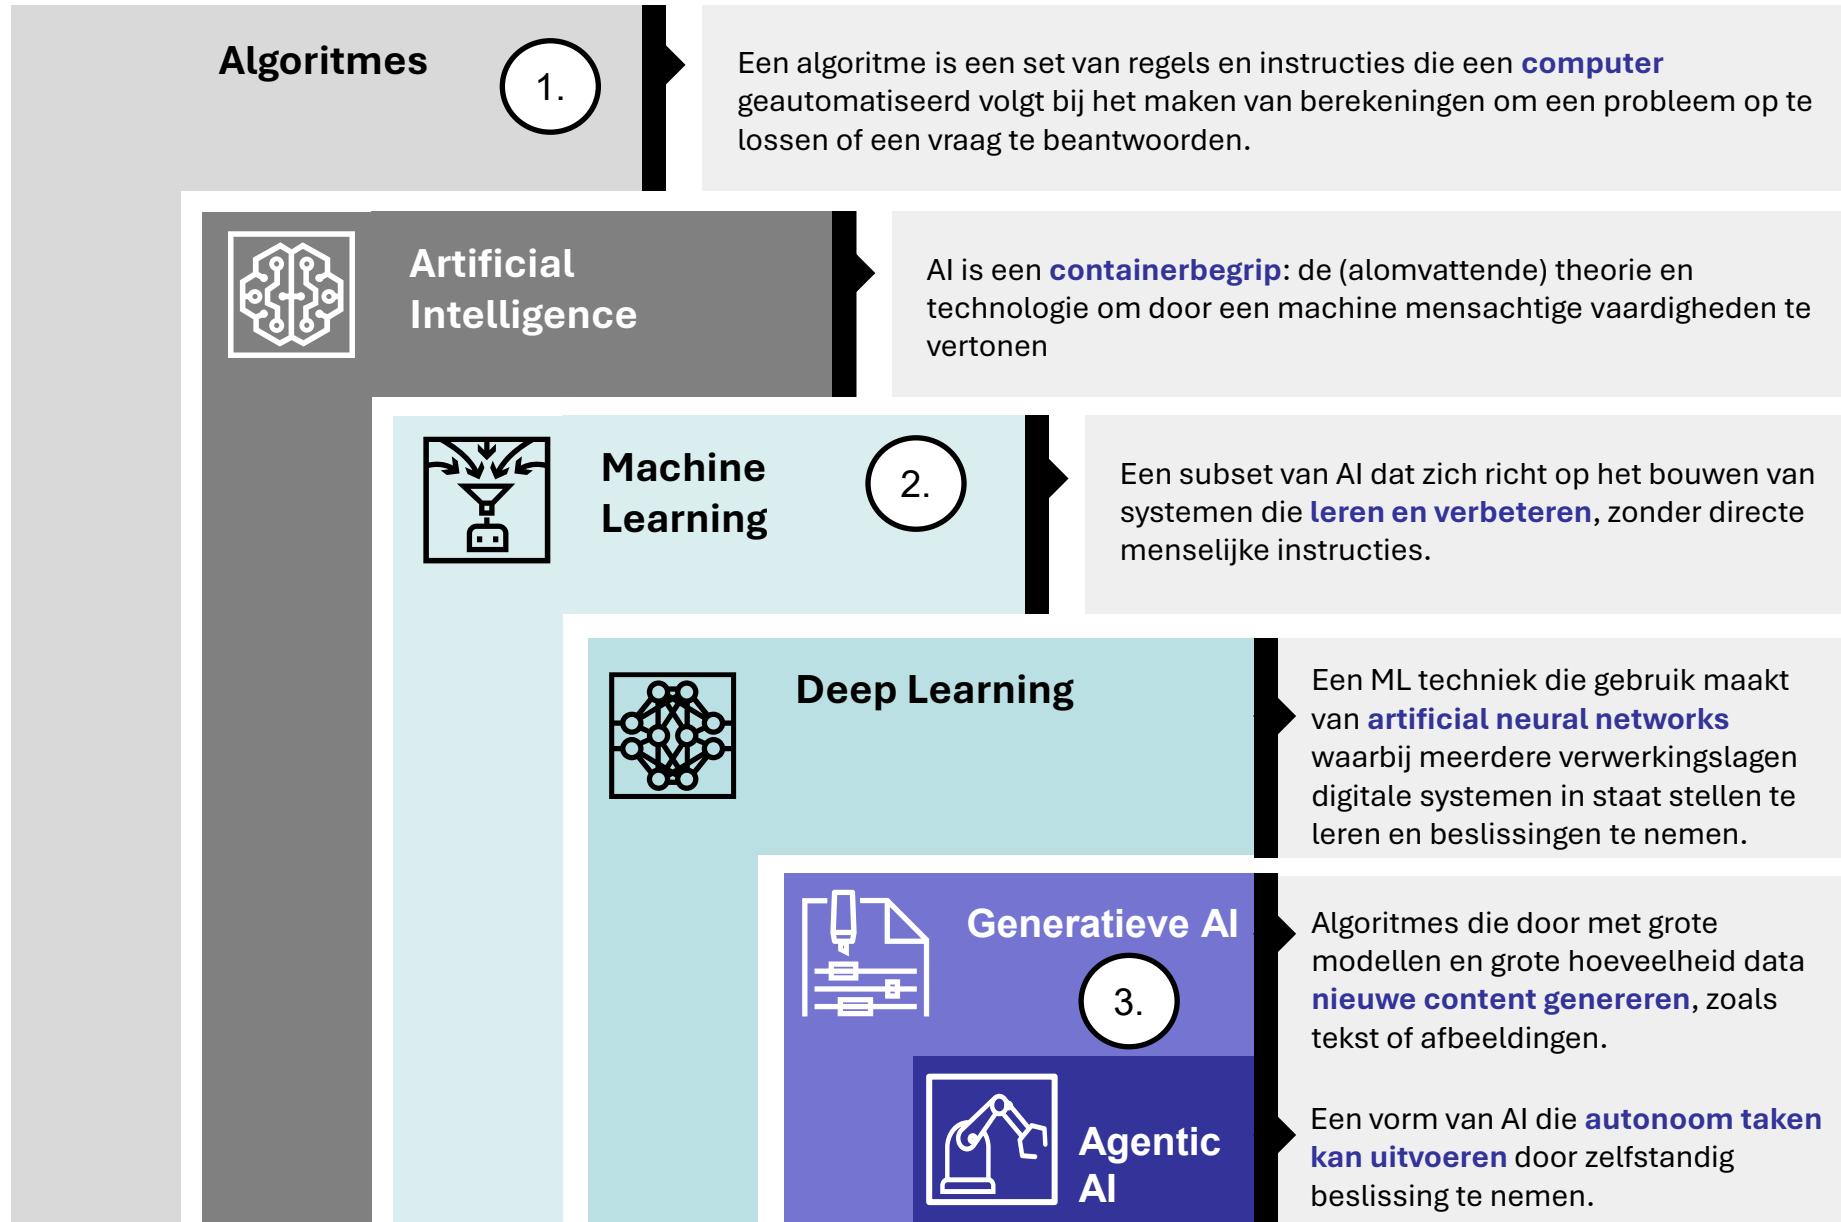 Algoritmes
1.
Een algoritme is een set van regels en instructies die een computer
geautomatiseerd volgt bij het maken van berekeningen om een probleem op te
lossen of een vraag te beantwoorden.
Artificial
Intelligence
AI is een containerbegrip: de (alomvattende) theorie en
technologie om door een machine mensachtige vaardigheden te
vertonen
Machine
Learning
2.
Een subset van AI dat zich richt op het bouwen van
systemen die leren en verbeteren, zonder directe
menselijke instructies.
Deep Learning
Een ML techniek die gebruik maakt
van artificial neural networks
waarbij meerdere verwerkingslagen
digitale systemen in staat stellen te
leren en beslissingen te nemen.
Generatieve AI
3.
Algoritmes die door met grote
modellen en grote hoeveelheid data
nieuwe content genereren, zoals
tekst of afbeeldingen.
Agentic
AI
Een vorm van AI die autonoom taken
kan uitvoeren door zelfstandig
beslissing te nemen.